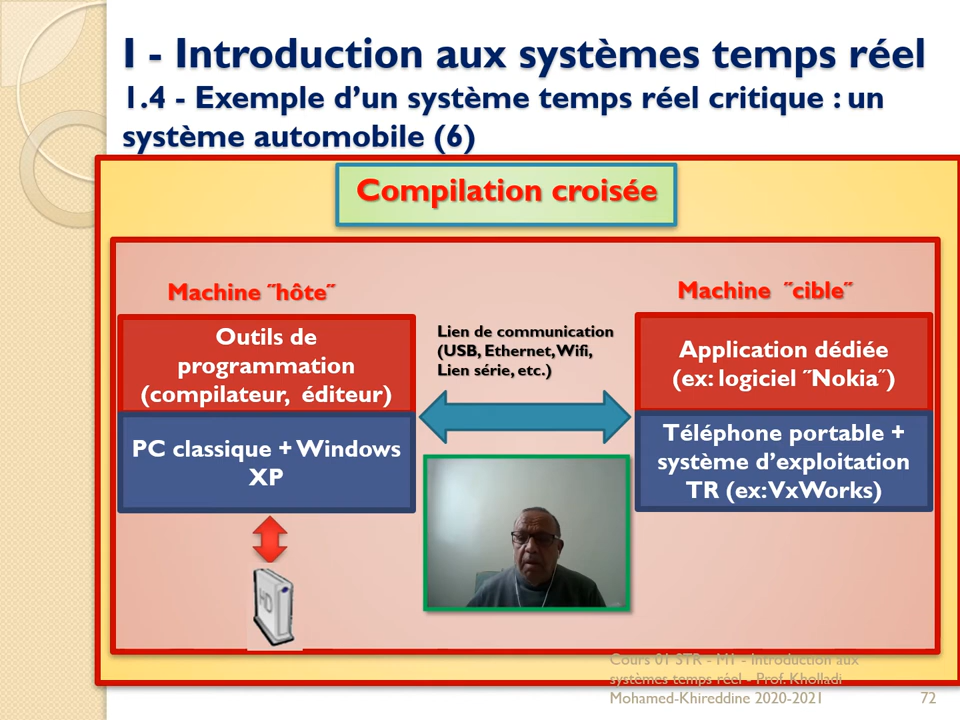 I - Introduction aux systèmes temps réel
1.4 - Exemple d’un système temps réel critique : un
système automobile (6)
Compilation croisée
Machine ˝hôte˝
Machine ˝cible˝
Outils de
programmation
(compilateur, éditeur)
PC classique + Windows
XP
Lien de communication
(USB, Ethernet, Wifi,
Lien série, etc.)
Application dédiée
(ex: logiciel ˝Nokia˝)
Téléphone portable +
système d’exploitation
TR (ex: VxWorks)
HD
Cours 01 STR - M1 - Introduction aux
systèmes temps réel - Prof. Kholladi
Mohamed-Khireddine 2020-2021
72